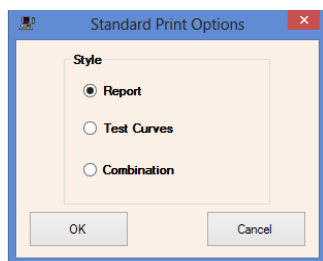 Standard Print Options
Style
Report
Test Curves
Combination
OK Cancel